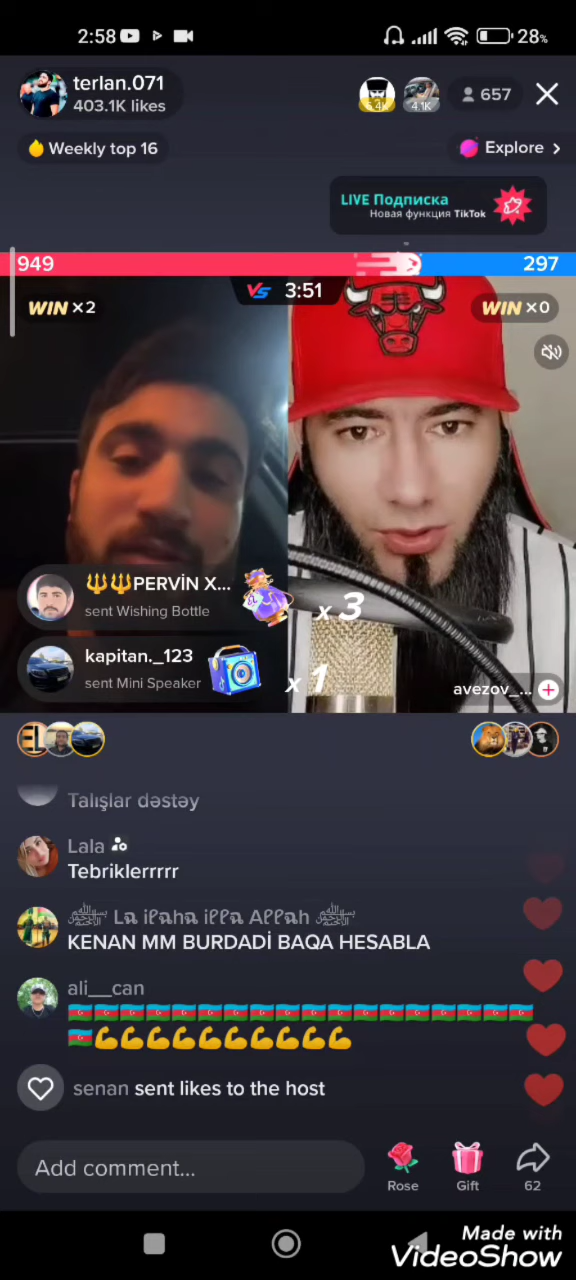 2:58
28%
terlan.071
403.1K likes
5.4K
4.1K
657
Weekly top 16
Explore >
LIVE Подписка
Новая функция TikTok
949
297
VS 3:51
WIN ×2
WIN ×0
🔱🔱PERVİN X...
sent Wishing Bottle
x 3
kapitan._123
sent Mini Speaker
x 1
avezov_...
Talışlar dəstəy
Lala
Tebriklerrrrr
﷽ La ilaha illa Allah ﷽
KENAN MM BURDADİ BAQA HESABLA
ali__can
🇦🇿🇦🇿🇦🇿🇦🇿🇦🇿🇦🇿🇦🇿🇦🇿🇦🇿🇦🇿🇦🇿🇦🇿🇦🇿🇦🇿🇦🇿🇦🇿🇦🇿🇦🇿
🇦🇿💪💪💪💪💪💪💪💪💪💪
senan sent likes to the host
Add comment...
Rose
Gift
62
Made with
VideoShow